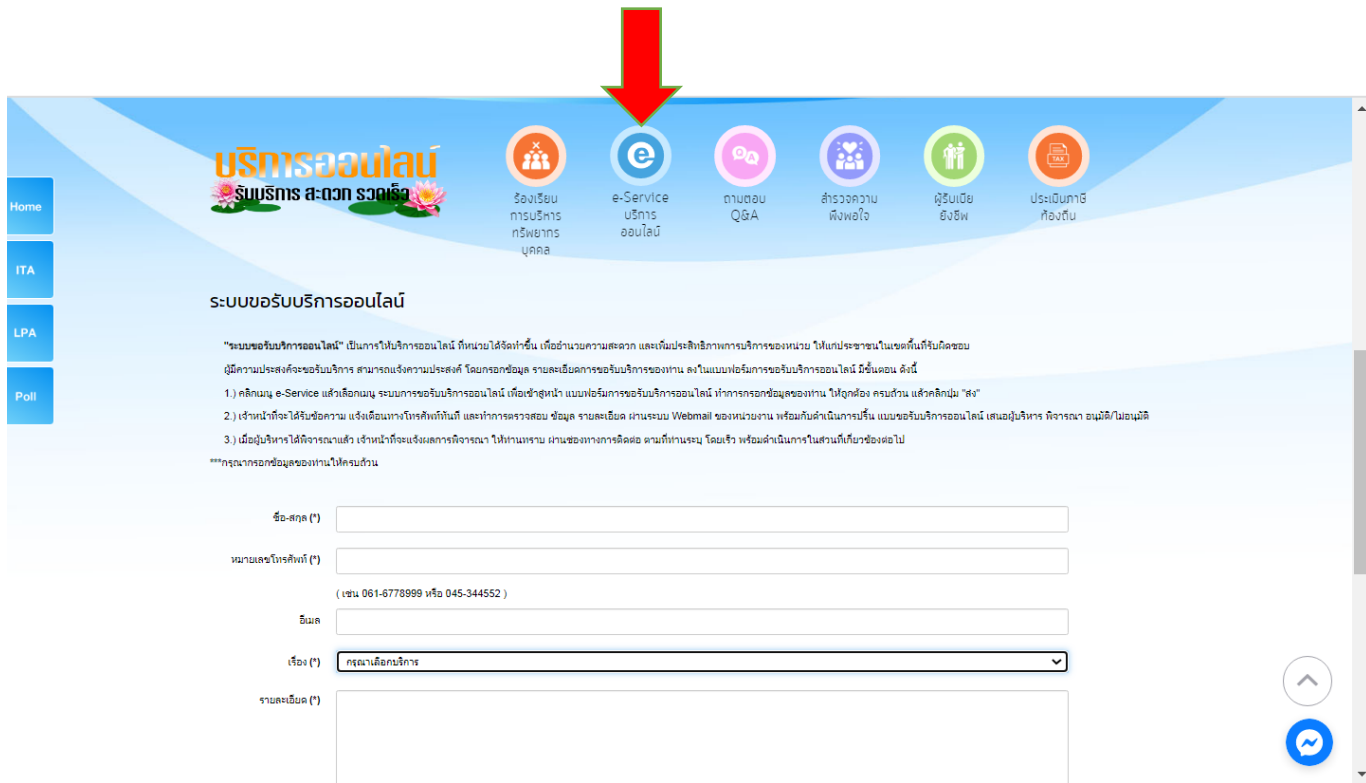 บริการออนไลน์
รับบริการ สะดวก รวดเร็ว
ร้องเรียน
การบริหาร
ทรัพยากร
บุคคล
e-Service
บริการ
ออนไลน์
ถามตอบ
Q&A
สำรวจความ
พึงพอใจ
ผู้รับเบี้ย
ยังชีพ
TAX
ประเมินภาษี
ท้องถิ่น
Home
ITA
LPA
Poll
ระบบขอรับบริการออนไลน์
"ระบบขอรับบริการออนไลน์" เป็นการให้บริการออนไลน์ ที่หน่วยได้จัดทำขึ้น เพื่ออำนวยความสะดวก และเพิ่มประสิทธิภาพการบริการของหน่วย ให้แก่ประชาชนในเขตพื้นที่รับผิดชอบ
ผู้มีความประสงค์จะขอรับบริการ สามารถแจ้งความประสงค์ โดยกรอกข้อมูล รายละเอียดการขอรับบริการของท่าน ลงในแบบฟอร์มการขอรับบริการออนไลน์ มีขั้นตอน ดังนี้
1.) คลิกเมนู e-Service แล้วเลือกเมนู ระบบการขอรับบริการออนไลน์ เพื่อเข้าสู่หน้า แบบฟอร์มการขอรับบริการออนไลน์ ทำการกรอกข้อมูลของท่าน ให้ถูกต้อง ครบถ้วน แล้วคลิกปุ่ม "ส่ง"
2.) เจ้าหน้าที่จะได้รับข้อความ แจ้งเตือนทางโทรศัพท์ทันที และทำการตรวจสอบ ข้อมูล รายละเอียด ผ่านระบบ Webmail ของหน่วยงาน พร้อมกับดำเนินการปริ้น แบบขอรับบริการออนไลน์ เสนอผู้บริหาร พิจารณา อนุมัติ/ไม่อนุมัติ
3.) เมื่อผู้บริหารได้พิจารณาแล้ว เจ้าหน้าที่จะแจ้งผลการพิจารณา ให้ท่านทราบ ผ่านช่องทางการติดต่อ ตามที่ท่านระบุ โดยเร็ว พร้อมดำเนินการในส่วนที่เกี่ยวข้องต่อไป
***กรุณากรอกข้อมูลของท่านให้ครบถ้วน
ชื่อ-สกุล (*)
หมายเลขโทรศัพท์ (*)
( เช่น 061-6778999 หรือ 045-344552 )
อีเมล
เรื่อง (*) กรุณาเลือกบริการ
รายละเอียด (*)